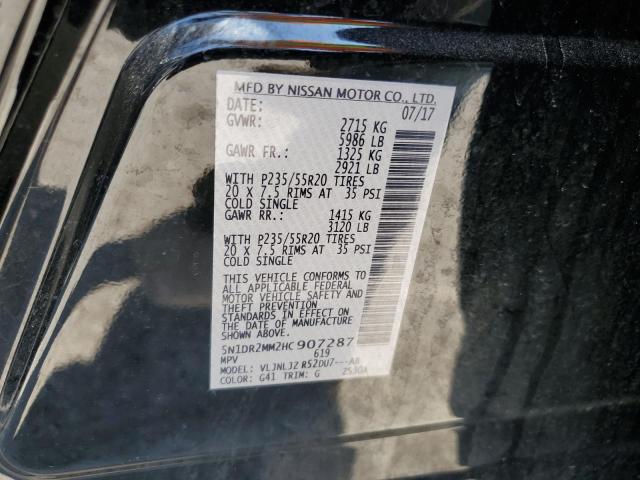 MFD BY NISSAN MOTOR CO., LTD.
DATE: 07/17
GVWR: 2715 KG
5986 LB
GAWR FR.: 1325 KG
2921 LB
WITH P235/55R20 TIRES
20 X 7.5 RIMS AT 35 PSI
COLD SINGLE
GAWR RR.: 1415 KG
3120 LB
WITH P235/55R20 TIRES
20 X 7.5 RIMS AT 35 PSI
COLD SINGLE
THIS VEHICLE CONFORMS TO
ALL APPLICABLE FEDERAL
MOTOR VEHICLE SAFETY AND
THEFT PREVENTION
STANDARDS IN EFFECT ON
THE DATE OF MANUFACTURE
SHOWN ABOVE.
5N1DR2MM2HC907287
MPV 619
MODEL: VLJNLJZ R52DU7---A8
COLOR: G41 TRIM: G 2530A